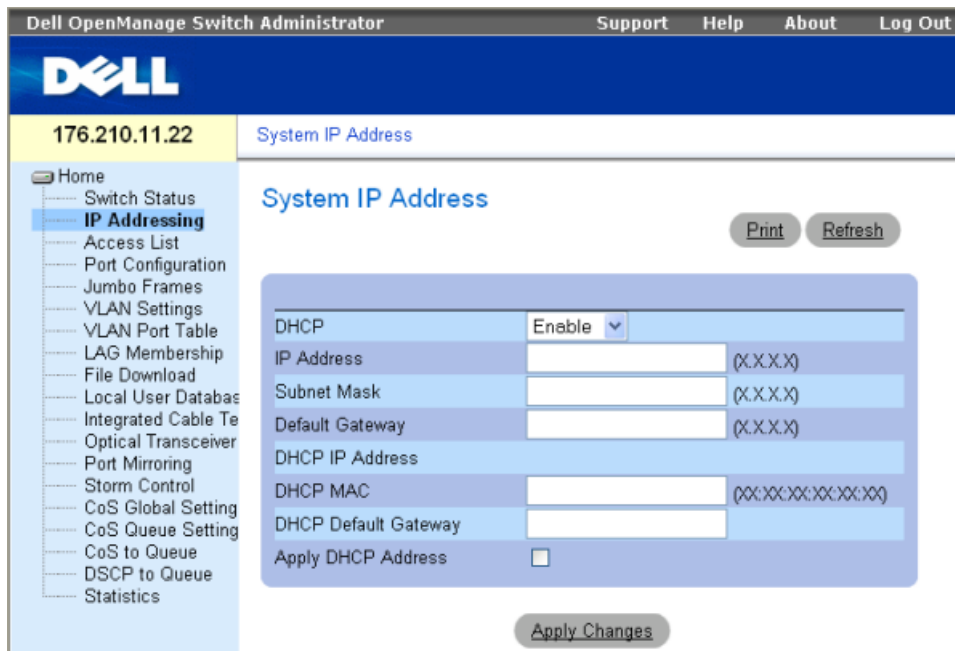 Dell OpenManage Switch Administrator Support Help About Log Out
DELL
176.210.11.22
System IP Address
Home
Switch Status
IP Addressing
Access List
Port Configuration
Jumbo Frames
VLAN Settings
VLAN Port Table
LAG Membership
File Download
Local User Databas
Integrated Cable Te
Optical Transceiver
Port Mirroring
Storm Control
CoS Global Setting
CoS Queue Setting
CoS to Queue
DSCP to Queue
Statistics
System IP Address
Print Refresh
DHCP Enable
IP Address (X.X.X.X)
Subnet Mask (X.X.X.X)
Default Gateway (X.X.X.X)
DHCP IP Address
DHCP MAC (XX:XX:XX:XX:XX:XX)
DHCP Default Gateway
Apply DHCP Address
Apply Changes